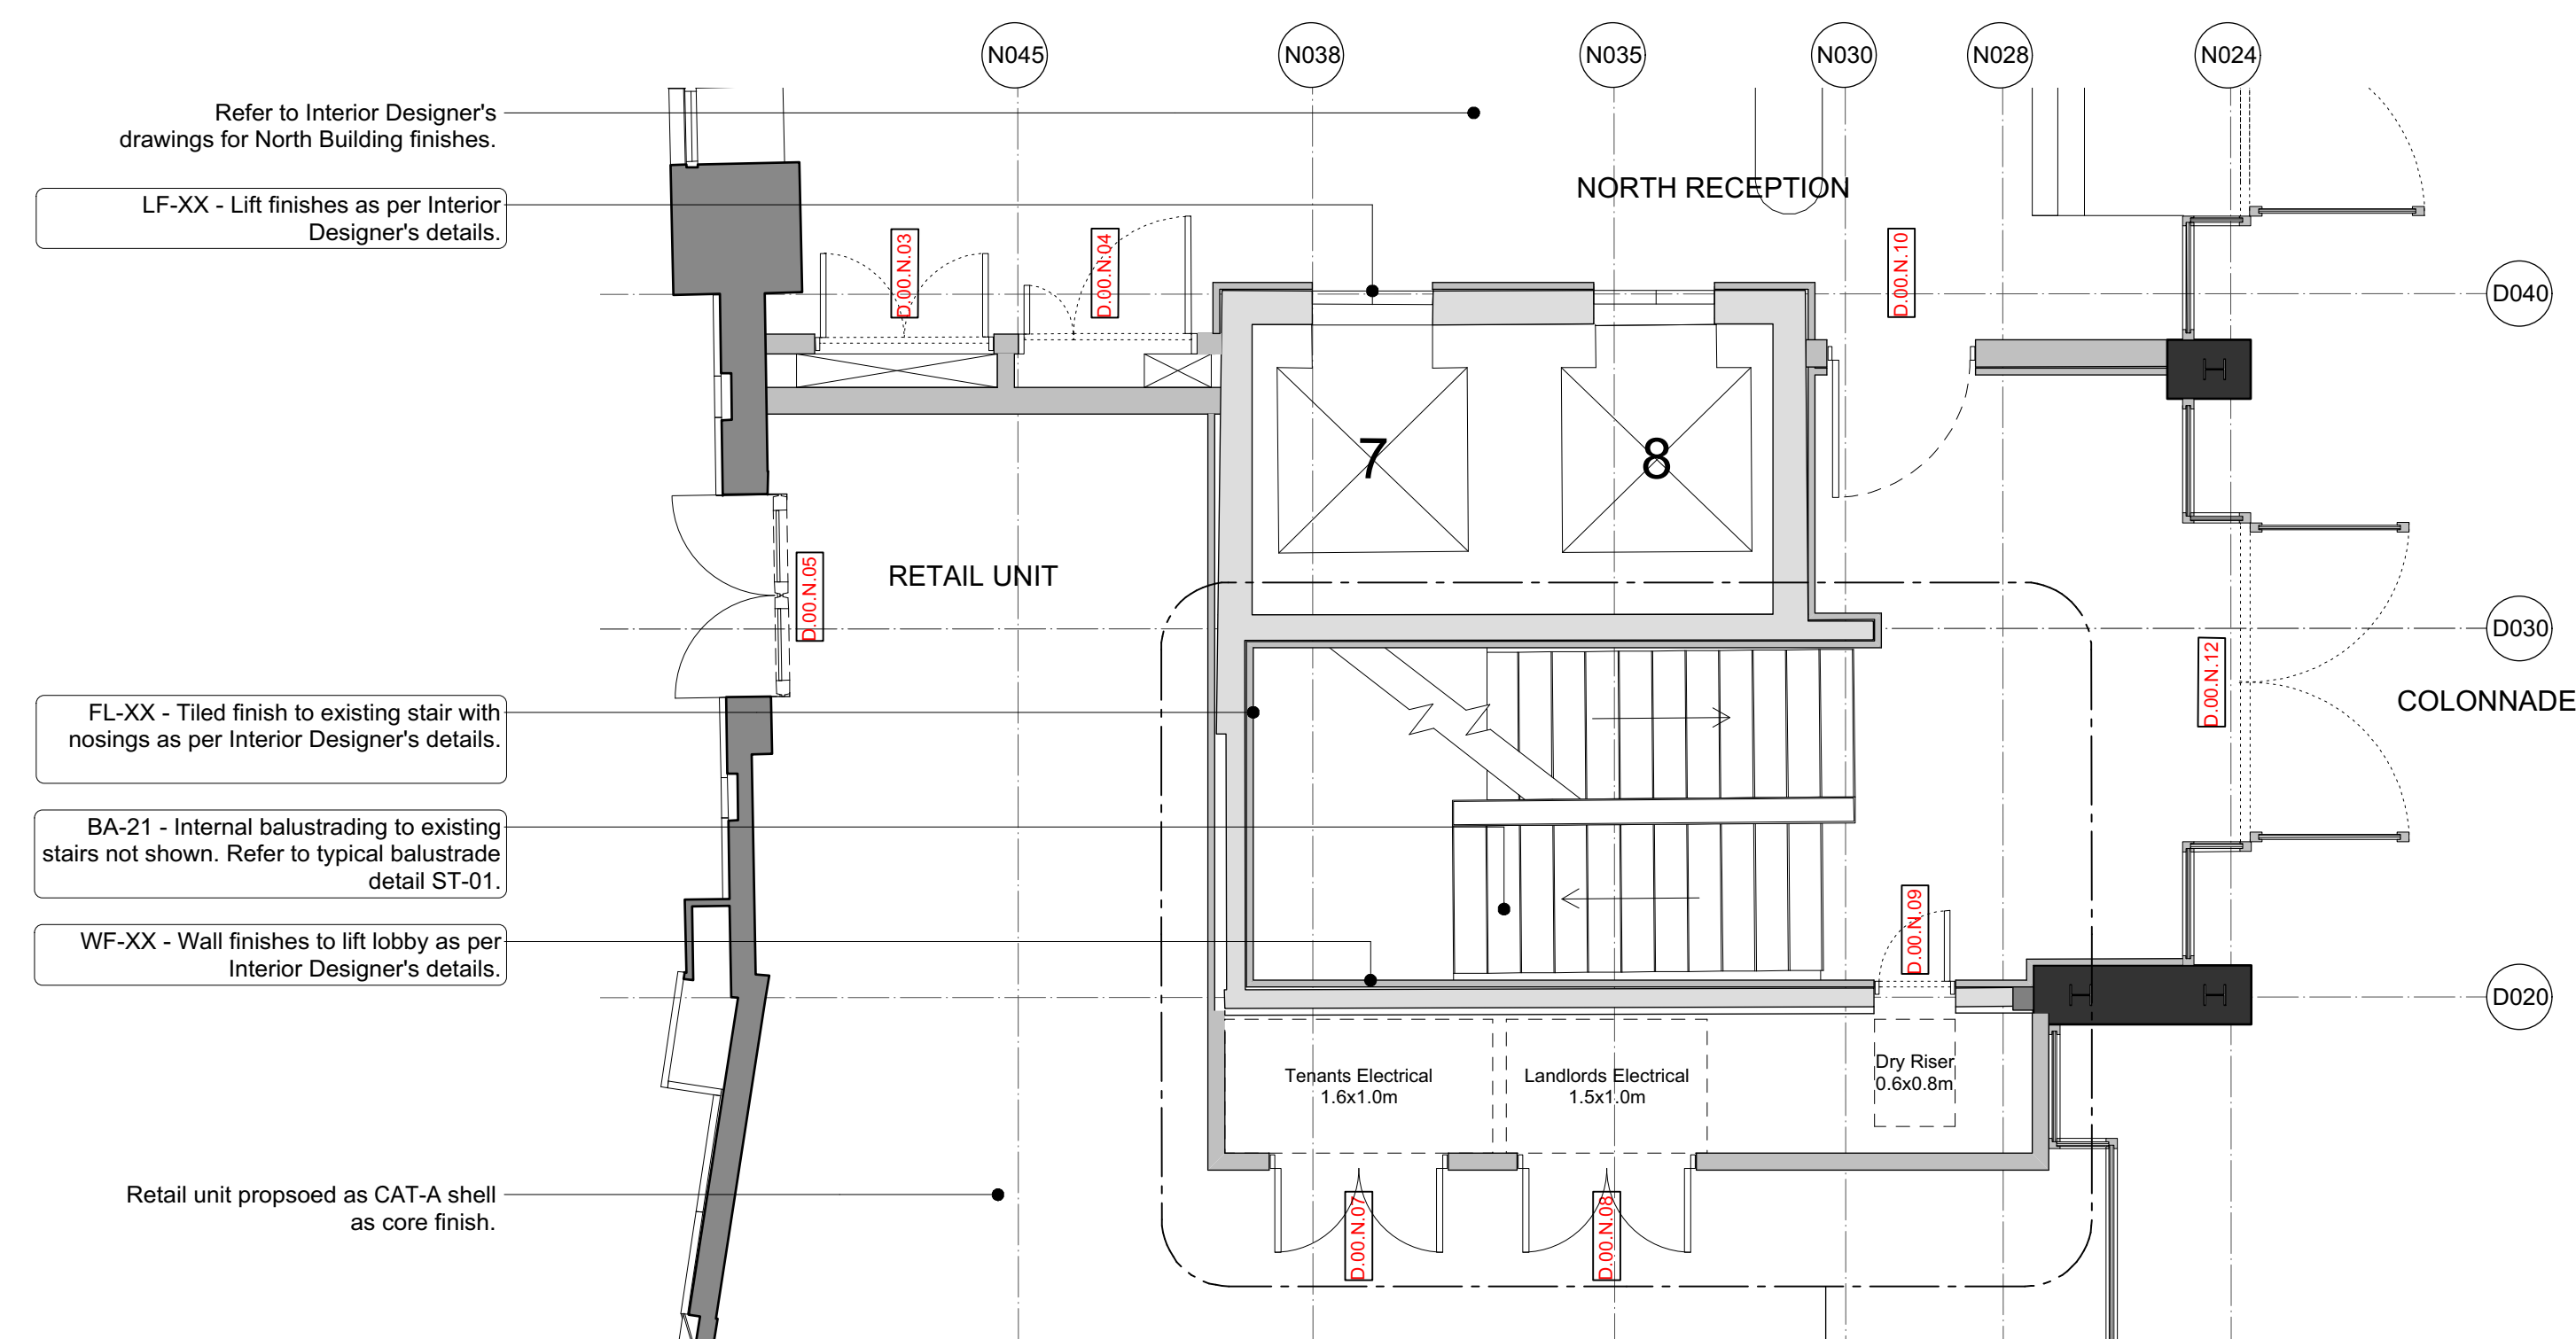 N045
N038
N035
N030
N028
N024
Refer to Interior Designer's
drawings for North Building finishes.
NORTH RECEPTION
LF-XX - Lift finishes as per Interior
Designer's details.
D.00.N.03
D.00.N.04
D.00.N.10
D040
7
8
RETAIL UNIT
D.00.N.05
D030
D.00.N.12
COLONNADE
FL-XX - Tiled finish to existing stair with
nosings as per Interior Designer's details.
BA-21 - Internal balustrading to existing
stairs not shown. Refer to typical balustrade
detail ST-01.
WF-XX - Wall finishes to lift lobby as per
Interior Designer's details.
D.00.N.09
D020
Tenants Electrical
1.6x1.0m
Landlords Electrical
1.5x1.0m
Dry Riser
0.6x0.8m
Retail unit propsoed as CAT-A shell
as core finish.
D.00.N.07
D.00.N.08